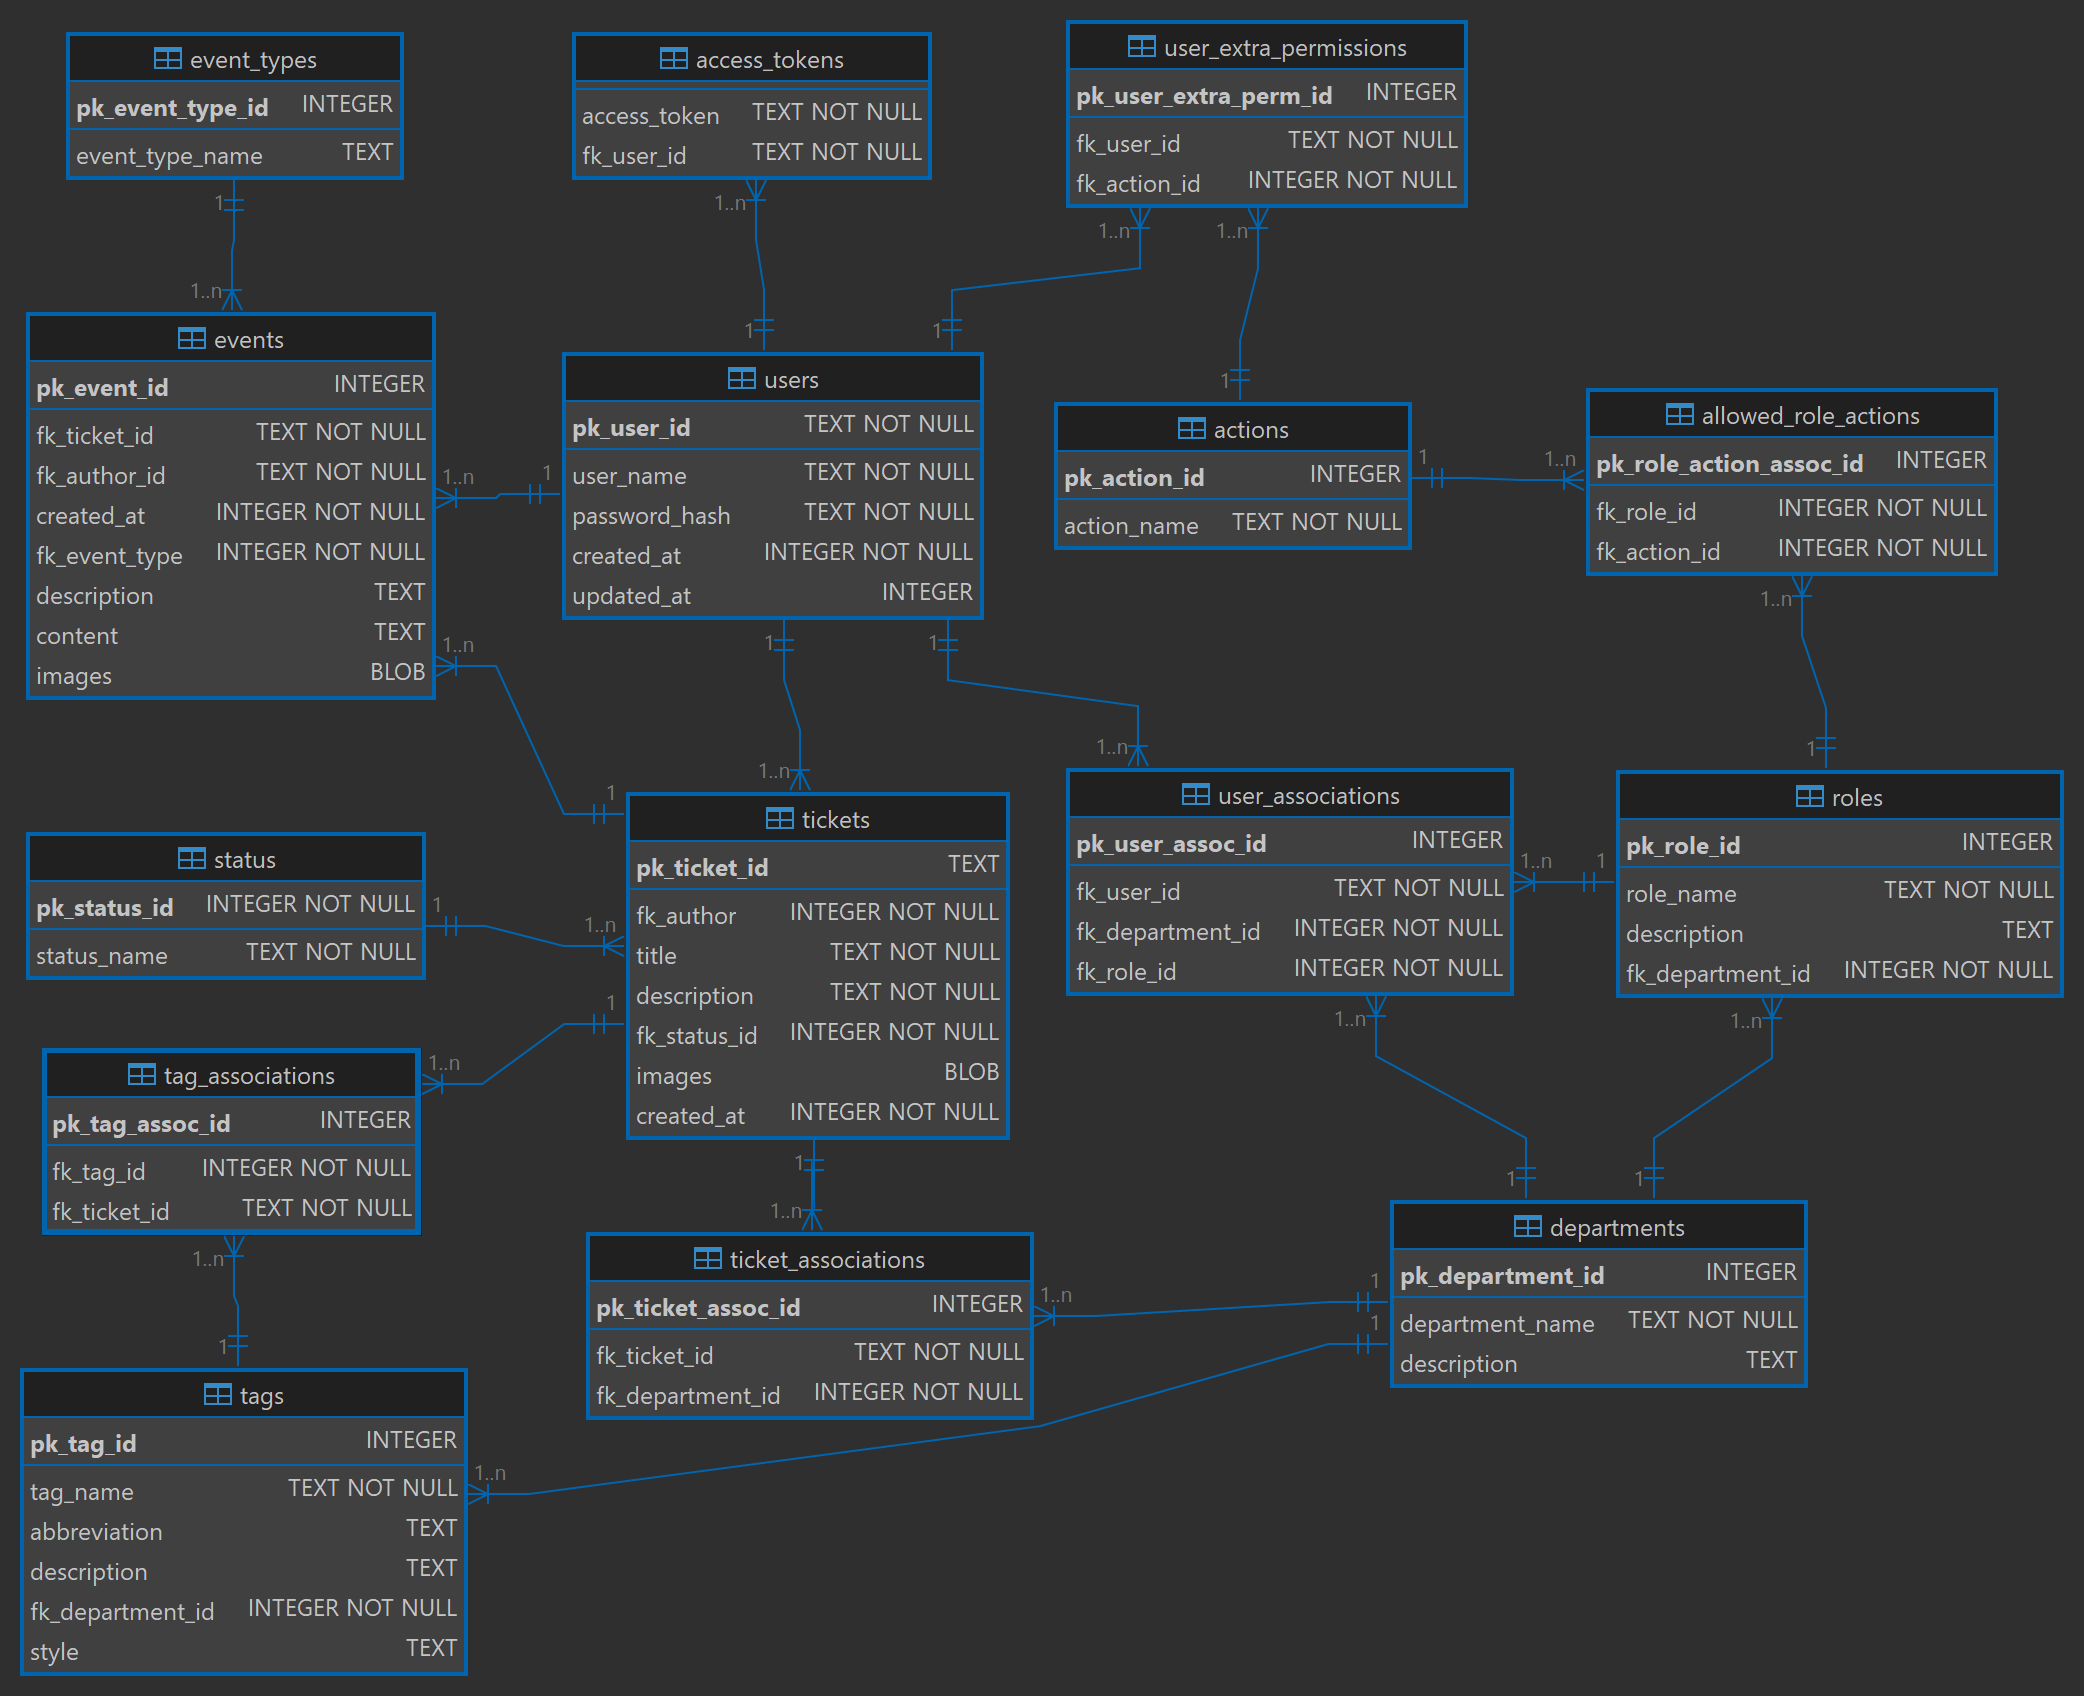 event_types
pk_event_type_id INTEGER
event_type_name TEXT
1
1..n
access_tokens
access_token TEXT NOT NULL
fk_user_id TEXT NOT NULL
1..n
1
user_extra_permissions
pk_user_extra_perm_id INTEGER
fk_user_id TEXT NOT NULL
fk_action_id INTEGER NOT NULL
1..n
1..n
1
1
events
pk_event_id INTEGER
fk_ticket_id TEXT NOT NULL
fk_author_id TEXT NOT NULL
created_at INTEGER NOT NULL
fk_event_type INTEGER NOT NULL
description TEXT
content TEXT
images BLOB
1..n
1
1..n
1
users
pk_user_id TEXT NOT NULL
user_name TEXT NOT NULL
password_hash TEXT NOT NULL
created_at INTEGER NOT NULL
updated_at INTEGER
1
1
1..n
1..n
actions
pk_action_id INTEGER
action_name TEXT NOT NULL
1
1..n
allowed_role_actions
pk_role_action_assoc_id INTEGER
fk_role_id INTEGER NOT NULL
fk_action_id INTEGER NOT NULL
1..n
1
status
pk_status_id INTEGER NOT NULL
status_name TEXT NOT NULL
1
1..n
tickets
pk_ticket_id TEXT
fk_author INTEGER NOT NULL
title TEXT NOT NULL
description TEXT NOT NULL
fk_status_id INTEGER NOT NULL
images BLOB
created_at INTEGER NOT NULL
1
1..n
1
1..n
user_associations
pk_user_assoc_id INTEGER
fk_user_id TEXT NOT NULL
fk_department_id INTEGER NOT NULL
fk_role_id INTEGER NOT NULL
1..n
1
1..n
1
roles
pk_role_id INTEGER
role_name TEXT NOT NULL
description TEXT
fk_department_id INTEGER NOT NULL
1..n
1
tag_associations
pk_tag_assoc_id INTEGER
fk_tag_id INTEGER NOT NULL
fk_ticket_id TEXT NOT NULL
1..n
1
ticket_associations
pk_ticket_assoc_id INTEGER
fk_ticket_id TEXT NOT NULL
fk_department_id INTEGER NOT NULL
1..n
1
departments
pk_department_id INTEGER
department_name TEXT NOT NULL
description TEXT
1
1..n
tags
pk_tag_id INTEGER
tag_name TEXT NOT NULL
abbreviation TEXT
description TEXT
fk_department_id INTEGER NOT NULL
style TEXT